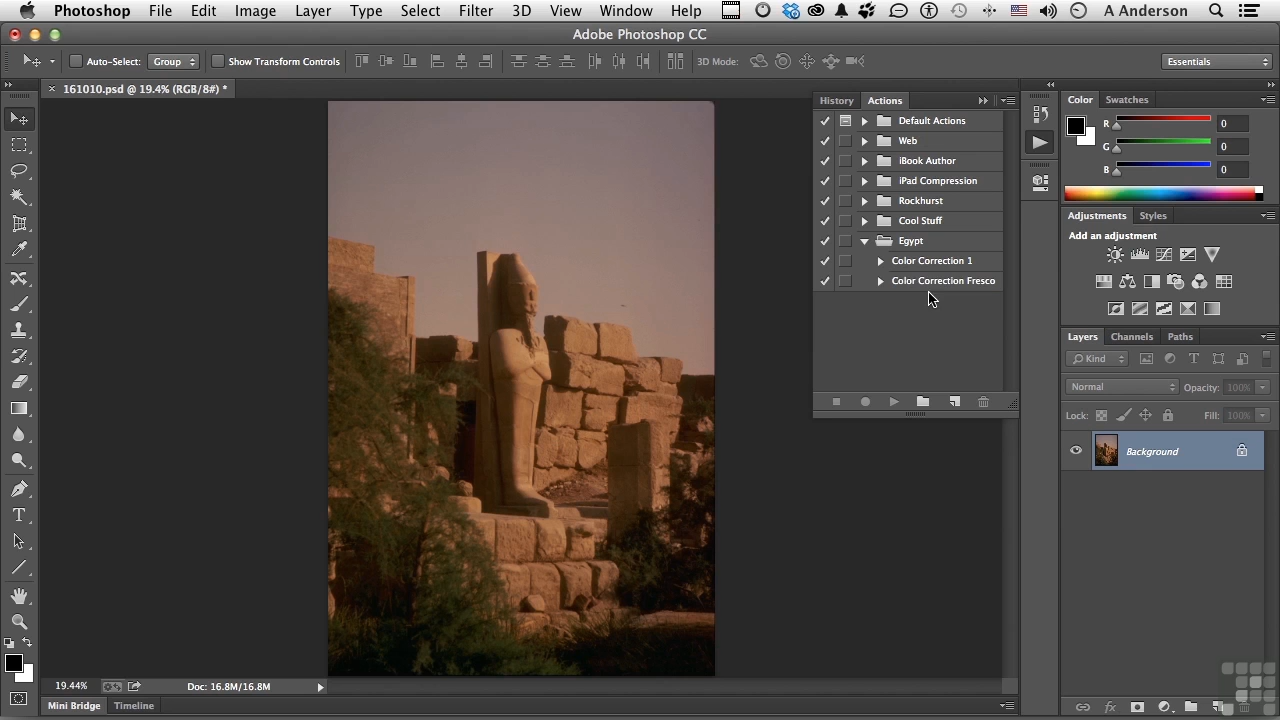 Photoshop File Edit Image Layer Type Select Filter 3D View Window Help A Anderson
Adobe Photoshop CC
Auto-Select: Group Show Transform Controls 3D Mode: Essentials
161010.psd @ 19.4% (RGB/8#) *
History Actions
Default Actions
Web
iBook Author
iPad Compression
Rockhurst
Cool Stuff
Egypt
Color Correction 1
Color Correction Fresco
Color Swatches
R 0
G 0
B 0
Adjustments Styles
Add an adjustment
Layers Channels Paths
Kind
Normal Opacity: 100%
Lock: Fill: 100%
Background
19.44% Doc: 16.8M/16.8M
Mini Bridge Timeline